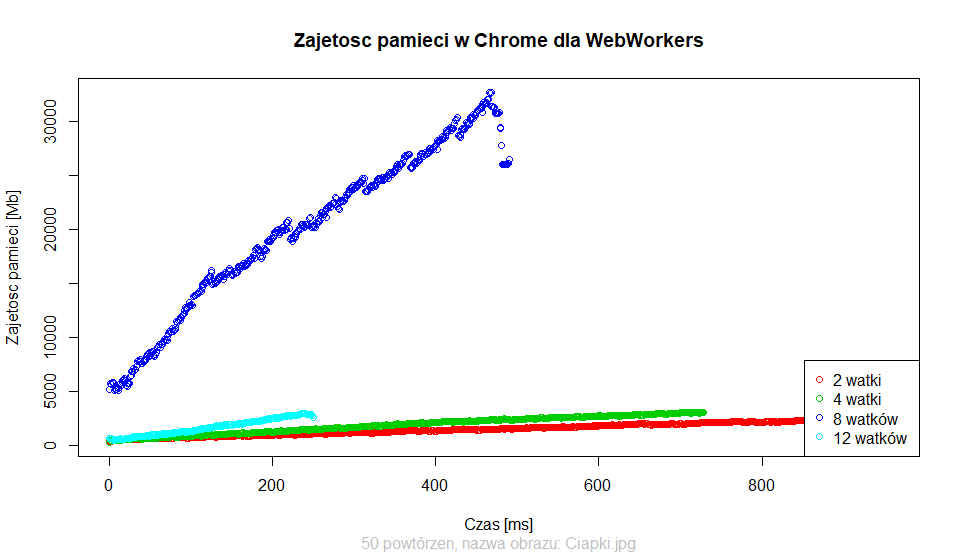 Zajetosc pamieci w Chrome dla WebWorkers
Zajetosc pamieci [Mb]
30000
20000
10000
5000
0
0
200
400
600
800
2 watki
4 watki
8 watków
12 watków
Czas [ms]
50 powtórzen, nazwa obrazu: Ciapki.jpg